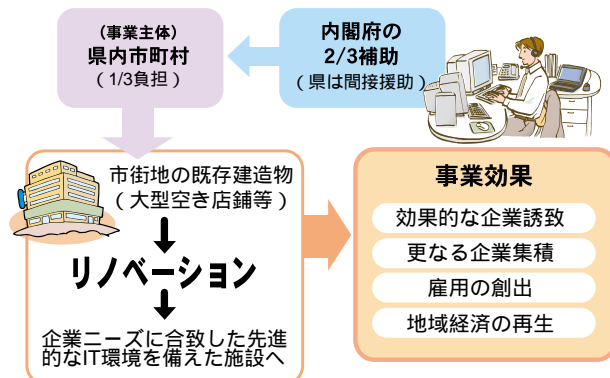 (事業主体)
県内市町村
(1/3負担)
内閣府の
2/3補助
(県は間接援助)
市街地の既存建造物
(大型空き店舗等)
リノベーション
企業ニーズに合致した先進
的なIT環境を備えた施設へ
事業効果
効果的な企業誘致
更なる企業集積
雇用の創出
地域経済の再生